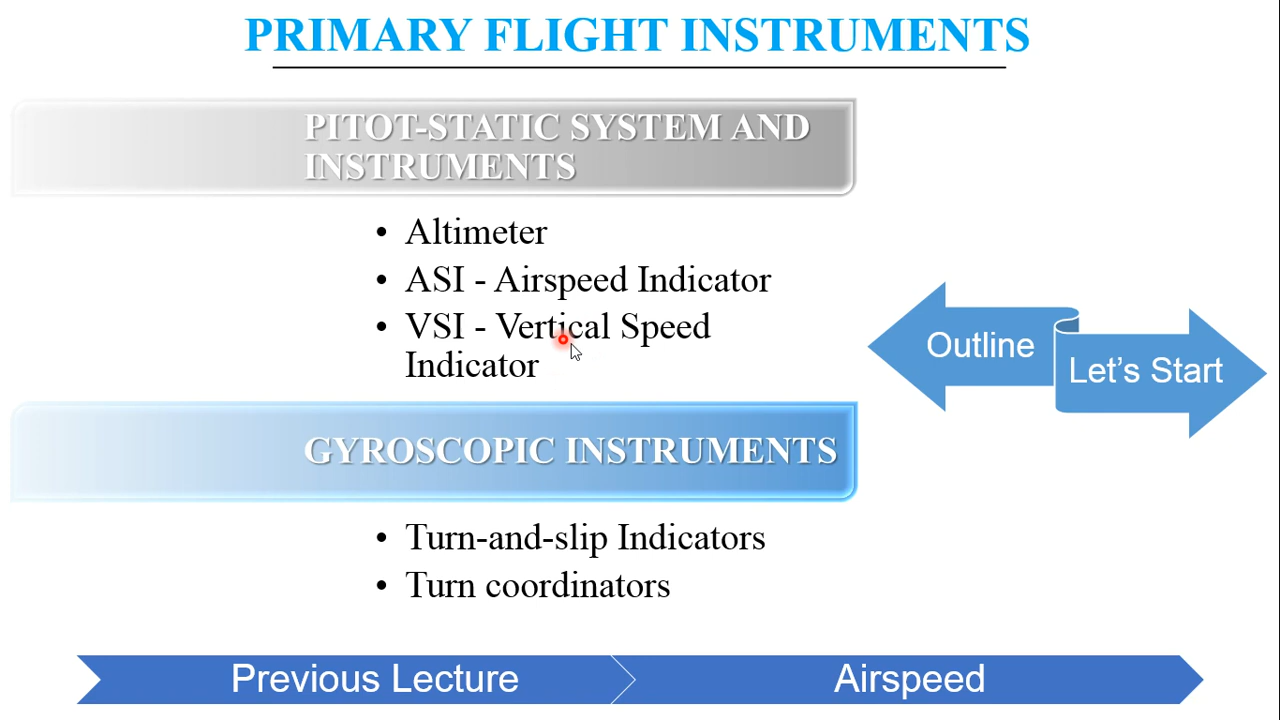 PRIMARY FLIGHT INSTRUMENTS
PITOT-STATIC SYSTEM AND
INSTRUMENTS
• Altimeter
• ASI - Airspeed Indicator
• VSI - Vertical Speed
Indicator
Outline
Let’s Start
GYROSCOPIC INSTRUMENTS
• Turn-and-slip Indicators
• Turn coordinators
Previous Lecture
Airspeed